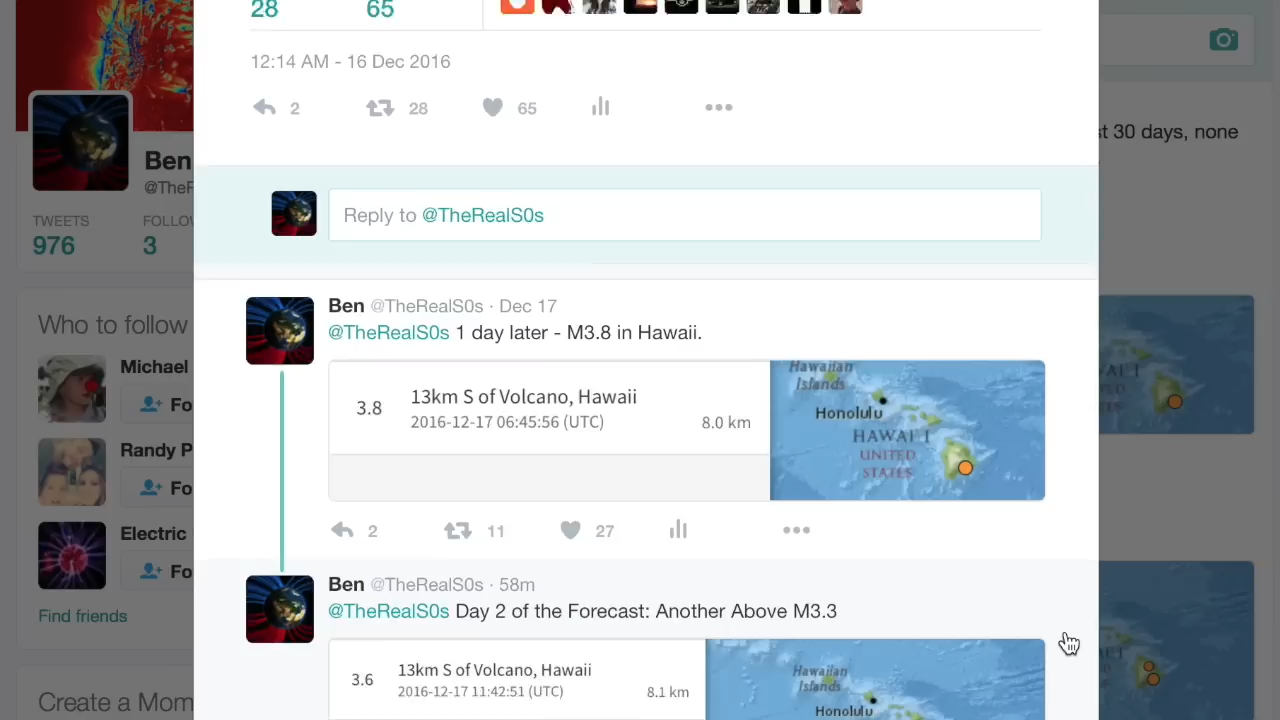 28 65
12:14 AM - 16 Dec 2016
2 28 65
st 30 days, none
Ben
@TheR
TWEETS FOLLOW
976 3
Reply to @TheRealS0s
Who to follow
Michael
Fo
Randy P
Fo
Electric
Fo
Find friends
Create a Mom
Ben @TheRealS0s · Dec 17
@TheRealS0s 1 day later - M3.8 in Hawaii.
3.8
13km S of Volcano, Hawaii
2016-12-17 06:45:56 (UTC)
8.0 km
Hawaiian
Islands
Honolulu
HAWAI I
UNITED
STATES
2 11 27
Ben @TheRealS0s · 58m
@TheRealS0s Day 2 of the Forecast: Another Above M3.3
3.6
13km S of Volcano, Hawaii
2016-12-17 11:42:51 (UTC)
8.1 km
Hawaiian
Islands
Honolulu